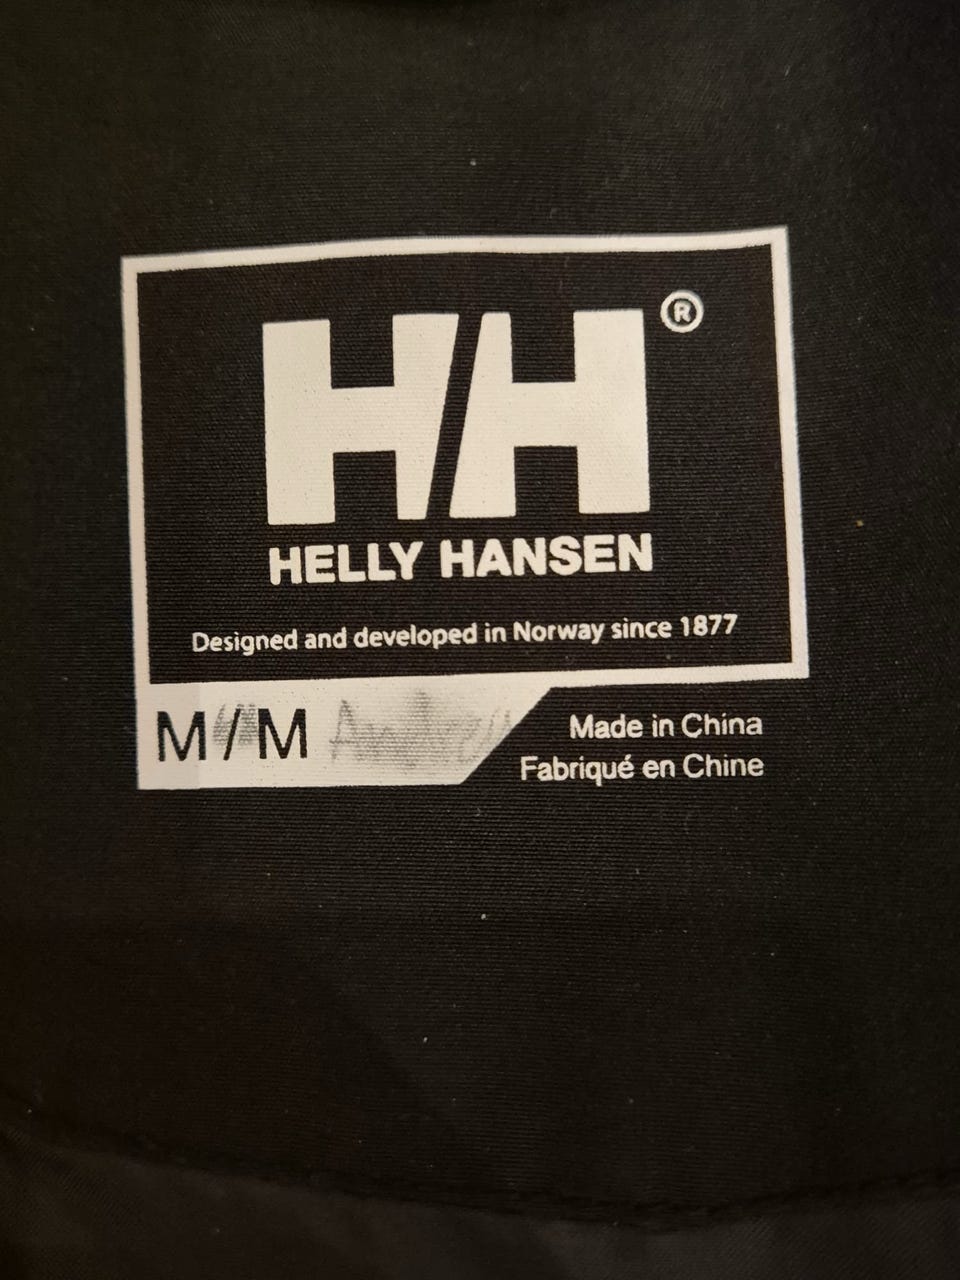 HH®
HELLY HANSEN
Designed and developed in Norway since 1877
M/M
Made in China
Fabriqué en Chine